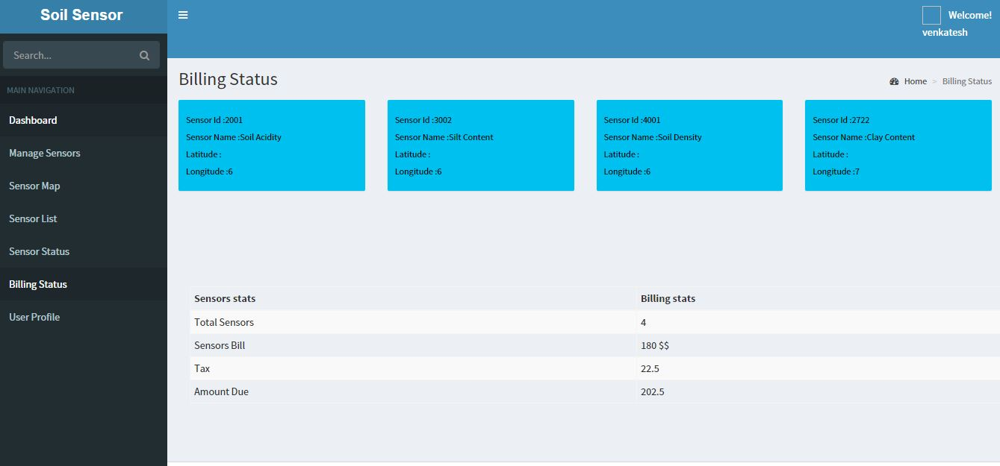 Soil Sensor
Welcome!
venkatesh
Search...
MAIN NAVIGATION
Dashboard
Manage Sensors
Sensor Map
Sensor List
Sensor Status
Billing Status
User Profile
Billing Status
Home > Billing Status
Sensor Id :2001
Sensor Name :Soil Acidity
Latitude :
Longitude :6
Sensor Id :3002
Sensor Name :Silt Content
Latitude :
Longitude :6
Sensor Id :4001
Sensor Name :Soil Density
Latitude :
Longitude :6
Sensor Id :2722
Sensor Name :Clay Content
Latitude :
Longitude :7
Sensors stats Billing stats
Total Sensors 4
Sensors Bill 180 $$
Tax 22.5
Amount Due 202.5